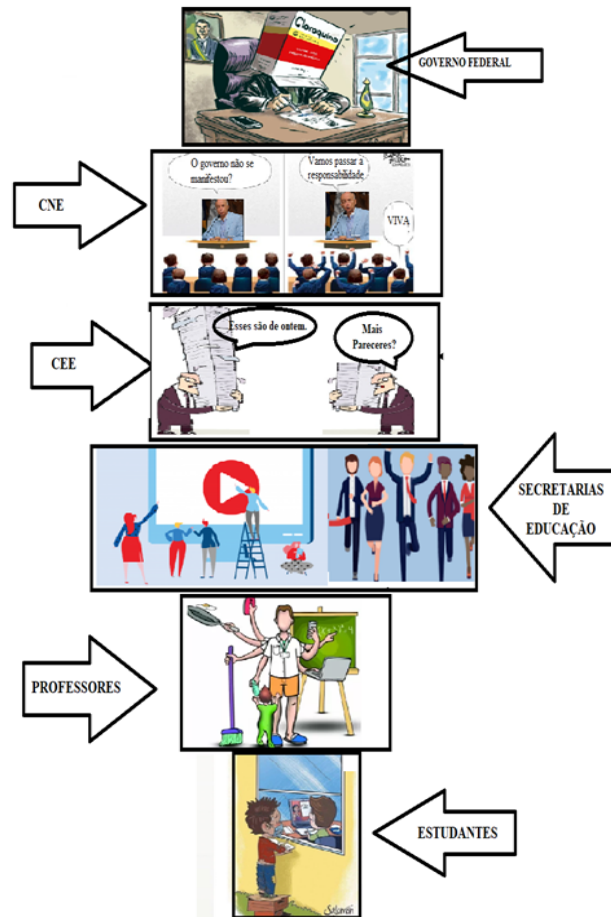 Cloroquina
GOVERNO FEDERAL
CNE
O governo não se
manifestou?
Vamos passar a
responsabilidade
VIVA
CEE
Esses são de ontem.
Mais
Pareceres?
SECRETARIAS
DE
EDUCAÇÃO
PROFESSORES
ESTUDANTES